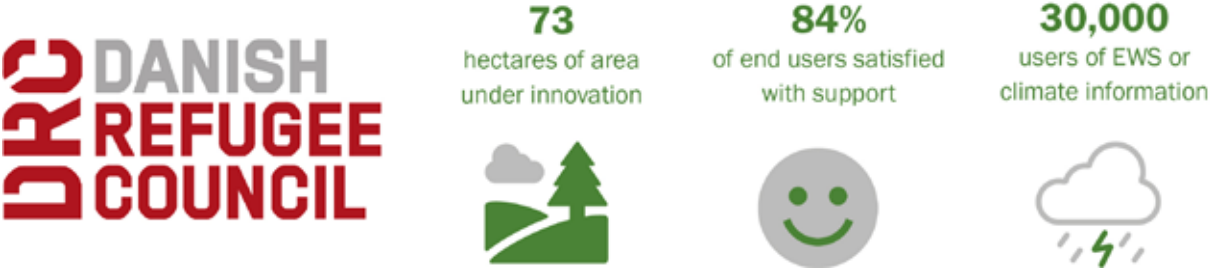 DRC
DANISH
REFUGEE
COUNCIL
73
hectares of area
under innovation
84%
of end users satisfied
with support
30,000
users of EWS or
climate information